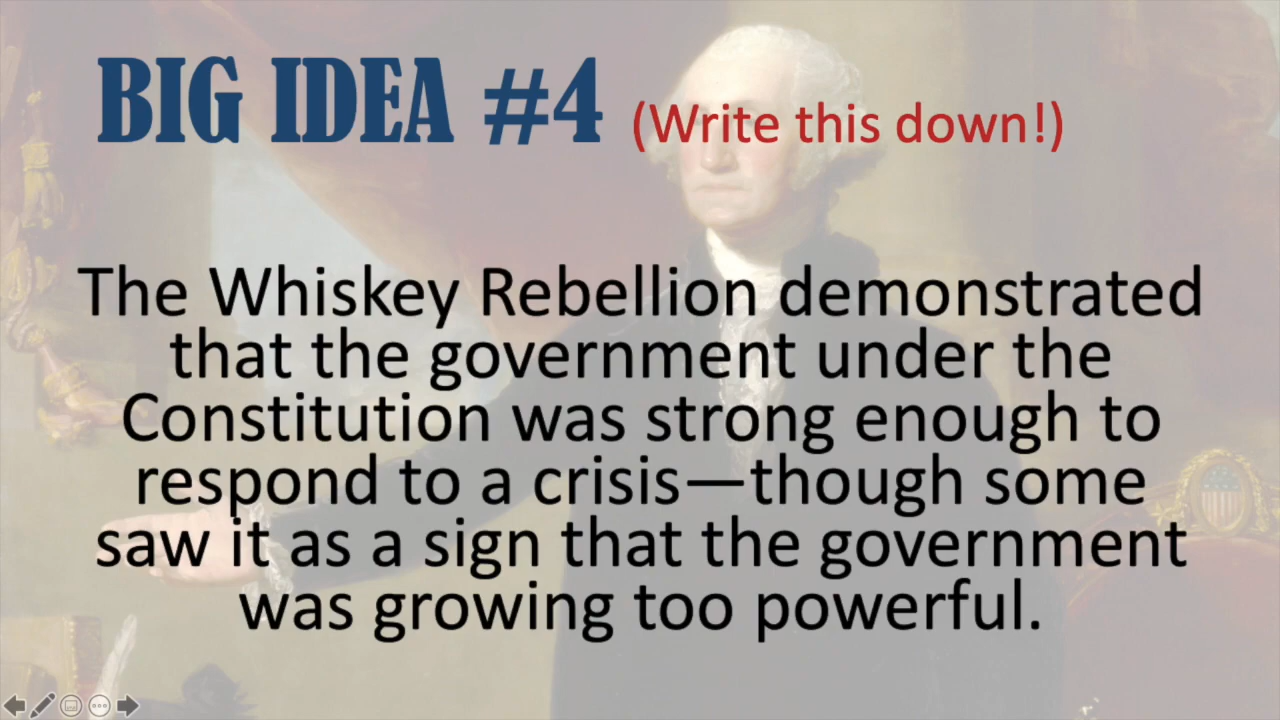 BIG IDEA #4 (Write this down!)
The Whiskey Rebellion demonstrated
that the government under the
Constitution was strong enough to
respond to a crisis—though some
saw it as a sign that the government
was growing too powerful.